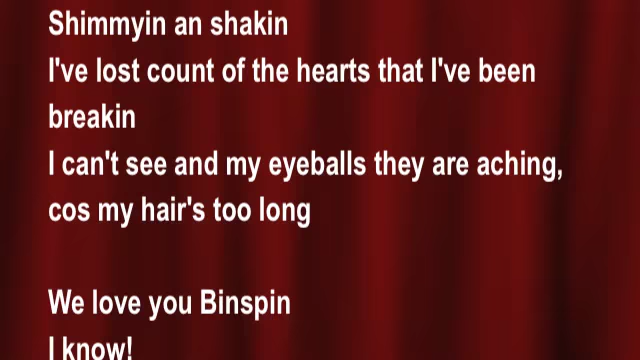 Shimmyin an shakin
I've lost count of the hearts that I've been
breakin
I can't see and my eyeballs they are aching,
cos my hair's too long
We love you Binspin
I know!